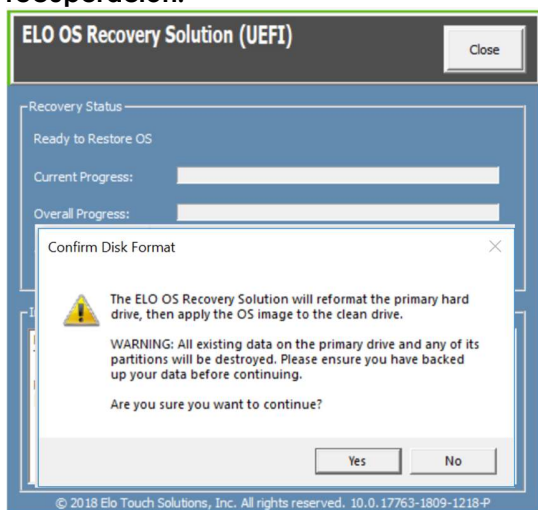 recuperación.
ELO OS Recovery Solution (UEFI)
Close
Recovery Status
Ready to Restore OS
Current Progress:
Overall Progress:
Confirm Disk Format
The ELO OS Recovery Solution will reformat the primary hard
drive, then apply the OS image to the clean drive.
WARNING: All existing data on the primary drive and any of its
partitions will be destroyed. Please ensure you have backed
up your data before continuing.
Are you sure you want to continue?
Yes
No
© 2018 Elo Touch Solutions, Inc. All rights reserved. 10.0.17763-1809-1218-P